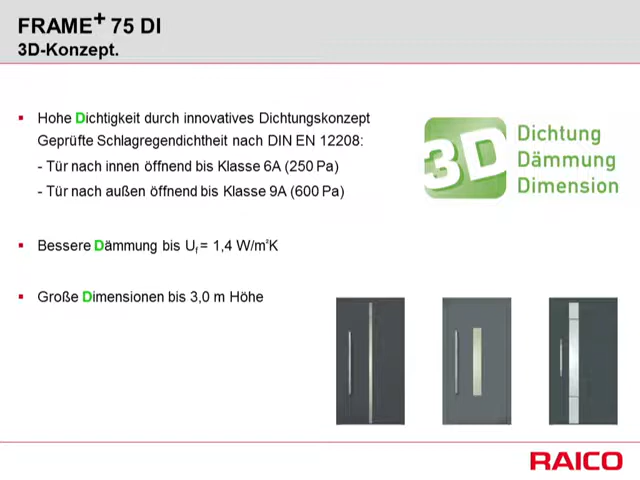 FRAME+ 75 DI
3D-Konzept.
Hohe Dichtigkeit durch innovatives Dichtungskonzept
Geprüfte Schlagregendichtheit nach DIN EN 12208:
- Tür nach innen öffnend bis Klasse 6A (250 Pa)
- Tür nach außen öffnend bis Klasse 9A (600 Pa)
3D
Dichtung
Dämmung
Dimension
Bessere Dämmung bis Uf = 1,4 W/m²K
Große Dimensionen bis 3,0 m Höhe
RAICO